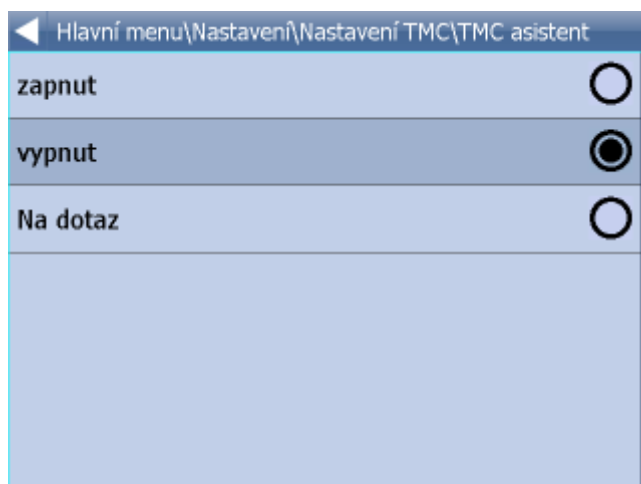 Hlavní menu\Nastavení\Nastavení TMC\TMC asistent
zapnut
vypnut
Na dotaz